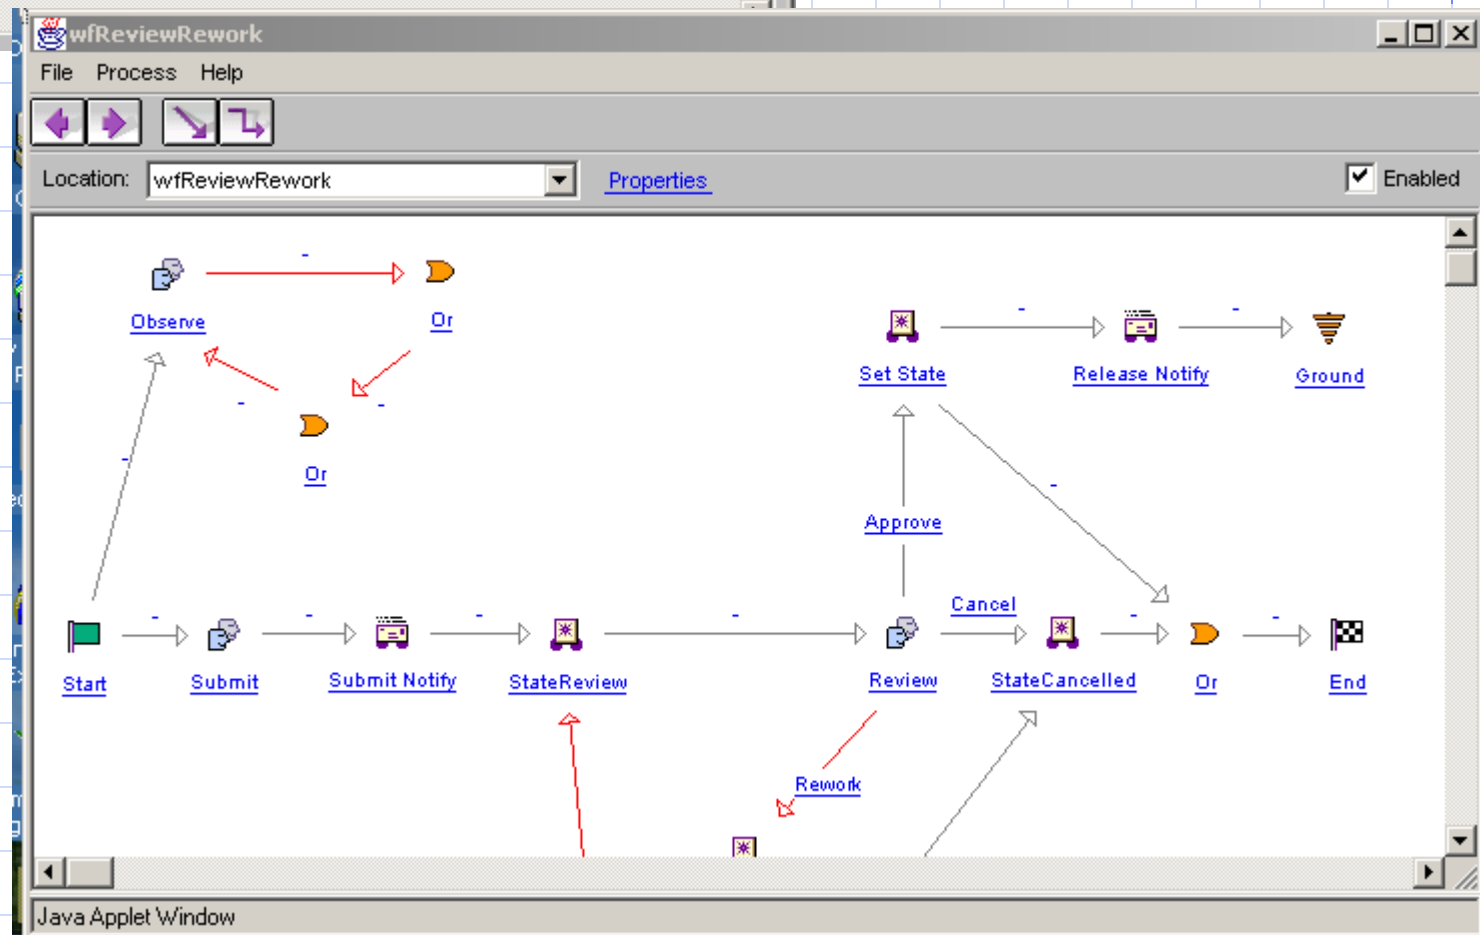 wfReviewRework
File Process Help
Location: wfReviewRework Properties Enabled
-
Observe
Or
-
-
Set State
Release Notify
Ground
-
-
Or
-
-
Approve
-
Cancel
-
-
-
-
-
-
Start
Submit
Submit Notify
StateReview
Review
StateCancelled
Or
End
Rework
Java Applet Window